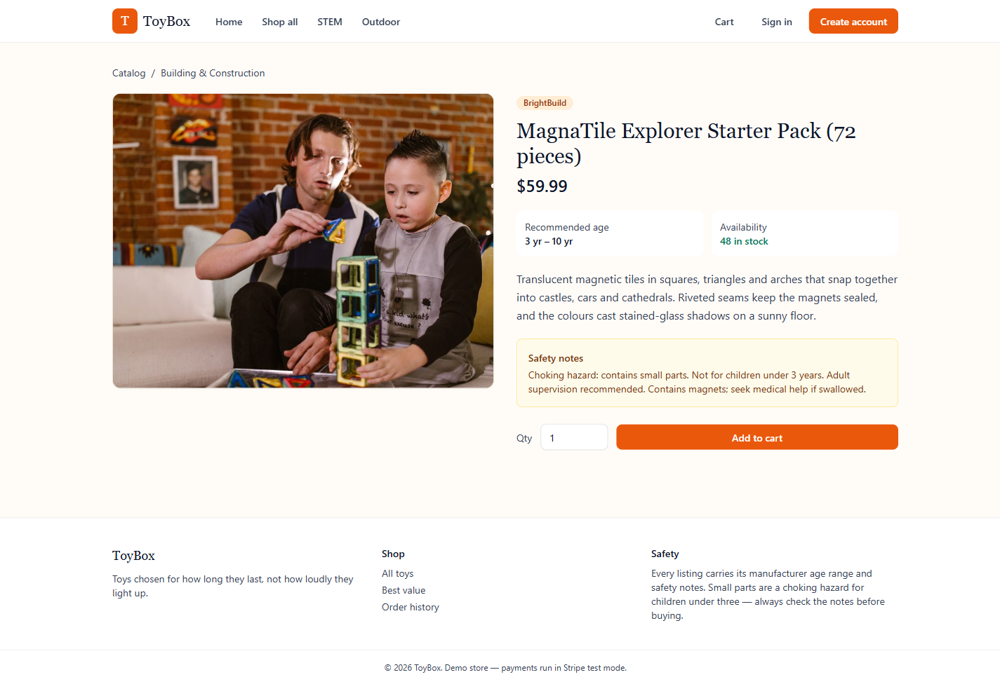 T ToyBox Home Shop all STEM Outdoor Cart Sign in Create account
Catalog / Building & Construction
BrightBuild
MagnaTile Explorer Starter Pack (72
pieces)
$59.99
Recommended age
3 yr – 10 yr
Availability
48 in stock
Translucent magnetic tiles in squares, triangles and arches that snap together
into castles, cars and cathedrals. Riveted seams keep the magnets sealed,
and the colours cast stained-glass shadows on a sunny floor.
Safety notes
Choking hazard: contains small parts. Not for children under 3 years. Adult
supervision recommended. Contains magnets; seek medical help if swallowed.
Qty 1 Add to cart
kid what's
Your excuse ?
ToyBox
Toys chosen for how long they last, not how loudly they
light up.
Shop
All toys
Best value
Order history
Safety
Every listing carries its manufacturer age range and
safety notes. Small parts are a choking hazard for
children under three — always check the notes before
buying.
© 2026 ToyBox. Demo store — payments run in Stripe test mode.